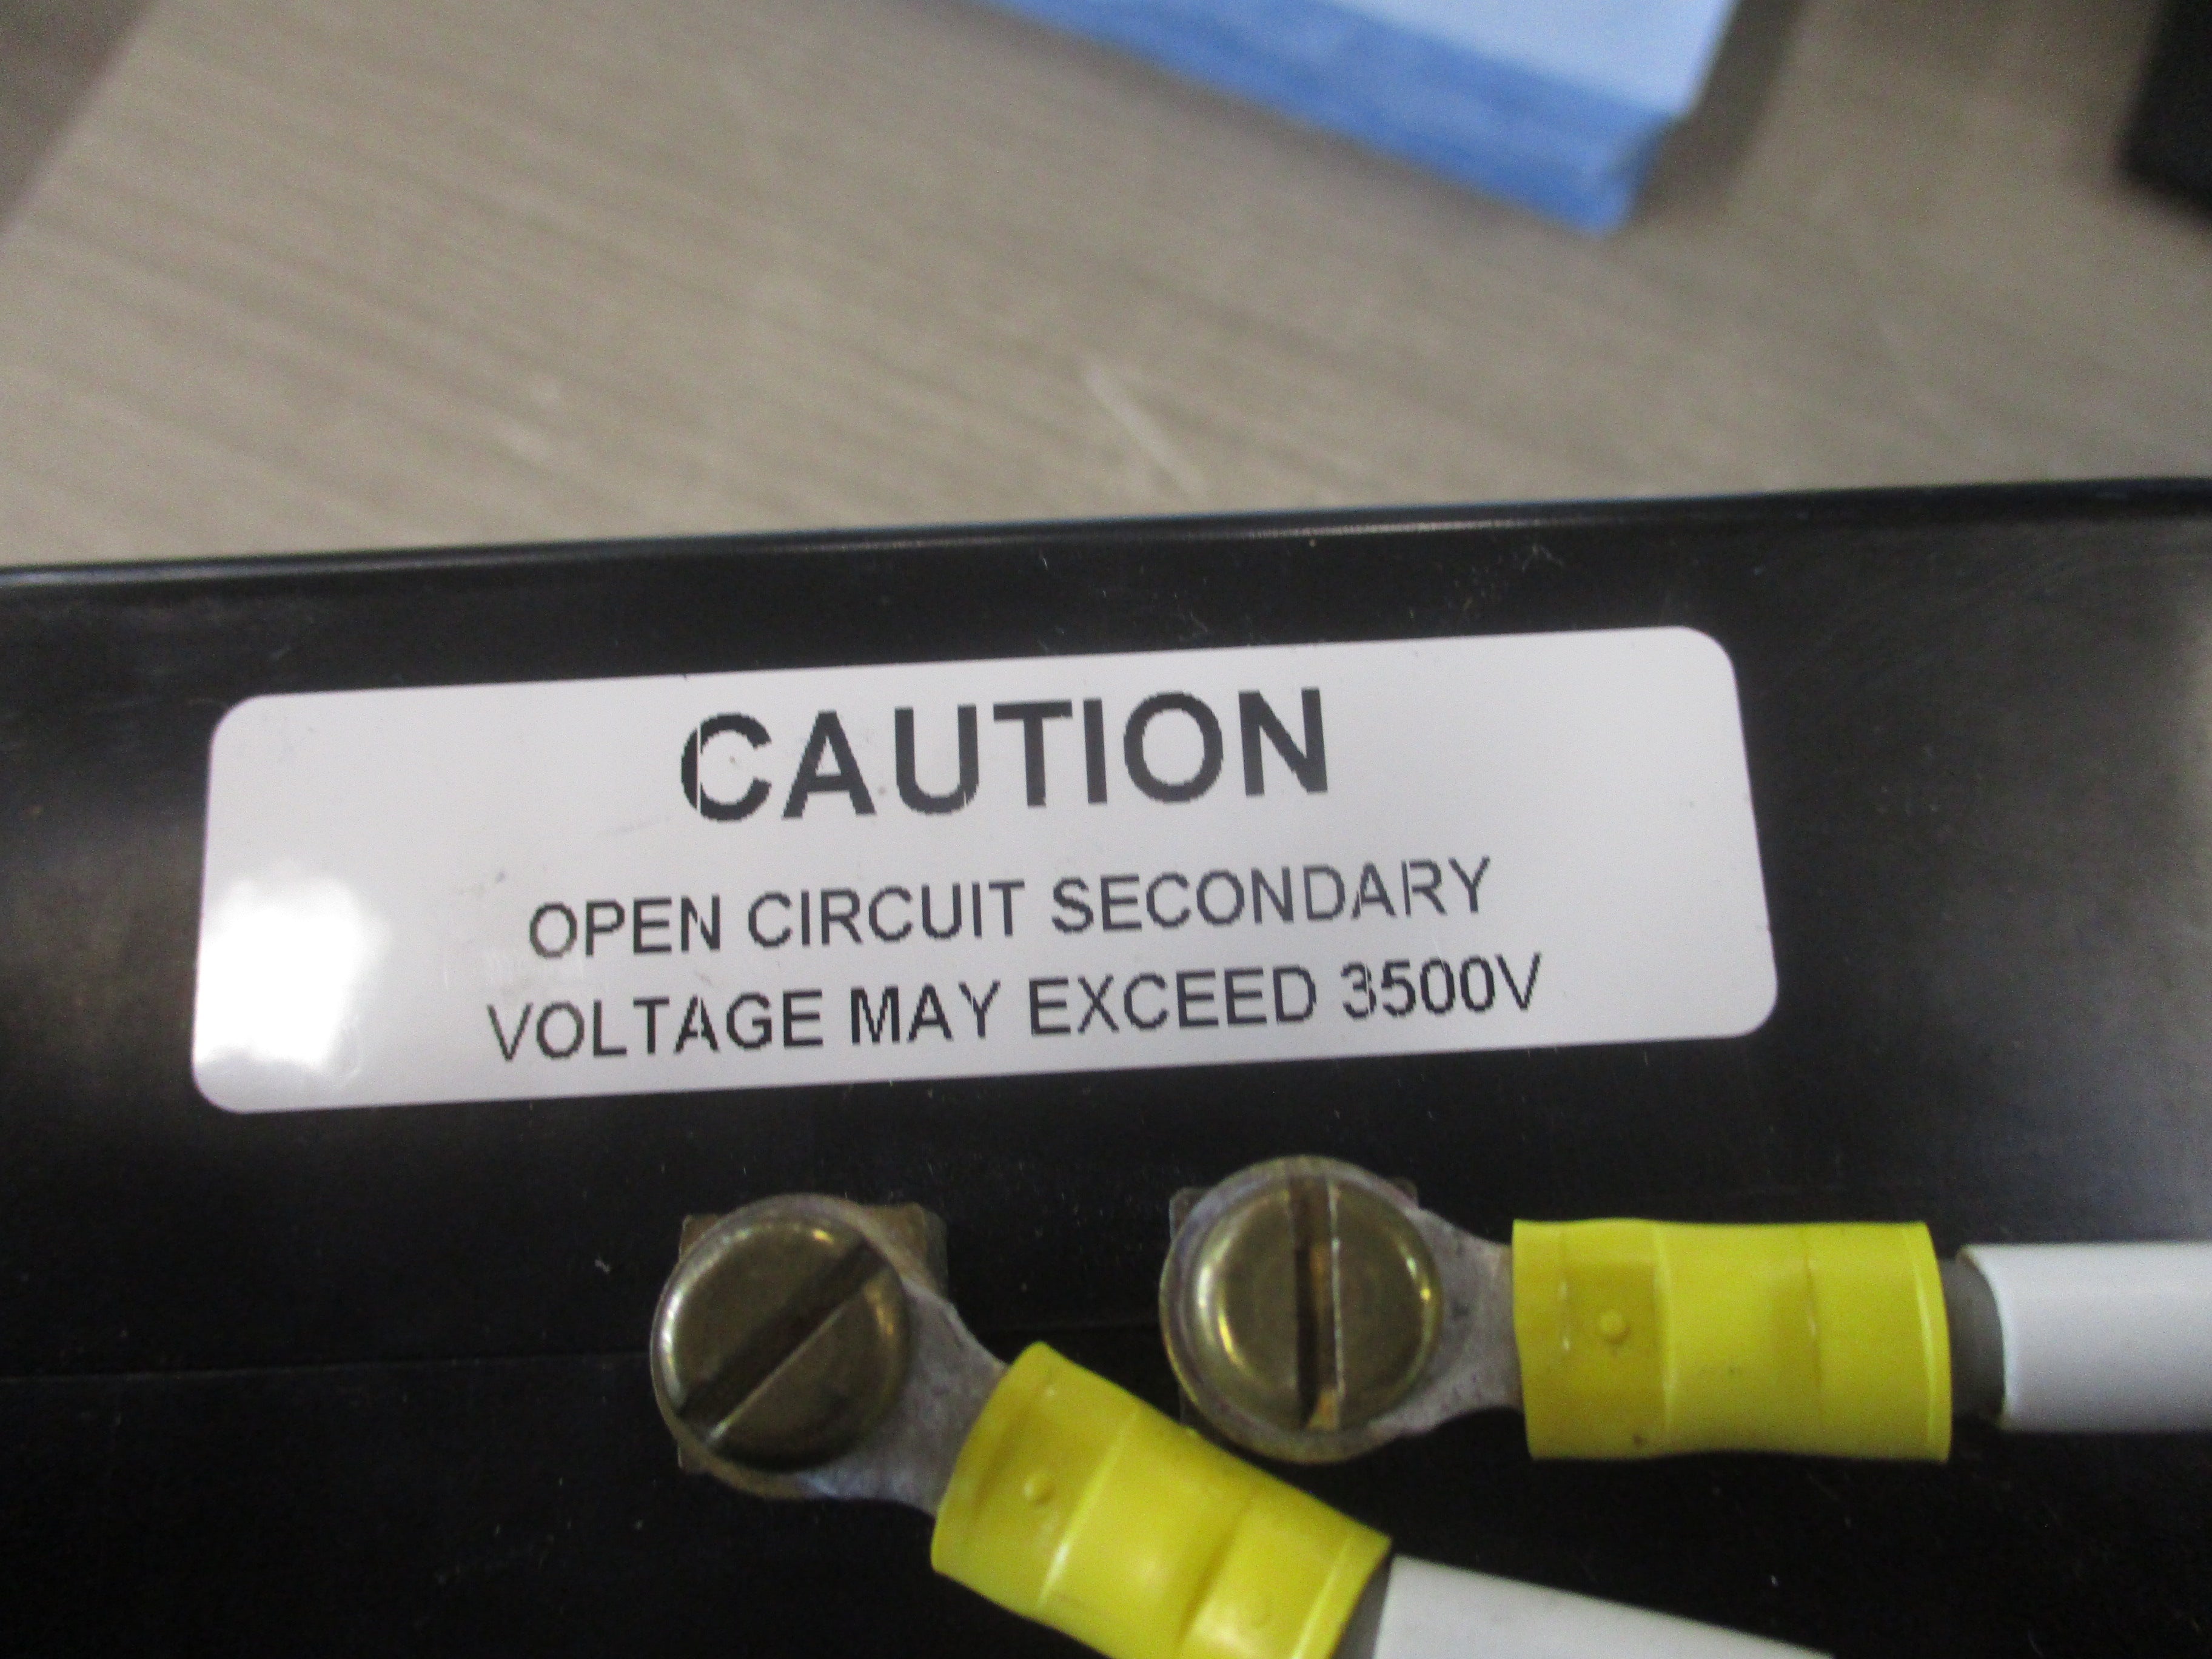 CAUTION
OPEN CIRCUIT SECONDARY
VOLTAGE MAY EXCEED 3500V